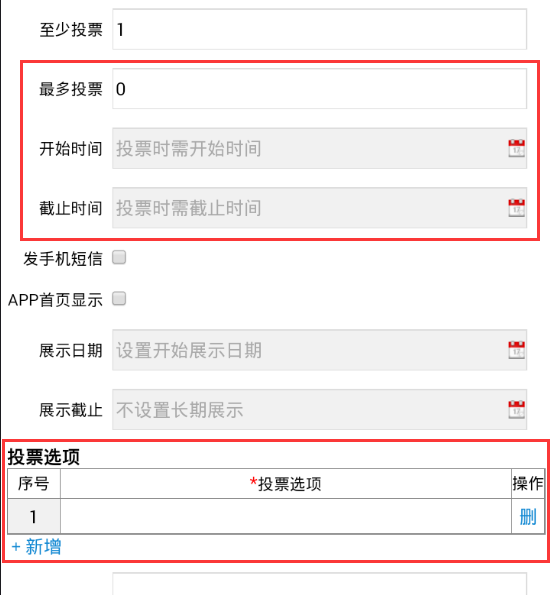 至少投票 1
最多投票 0
开始时间 投票时需开始时间
截止时间 投票时需截止时间
发手机短信
APP首页显示
展示日期 设置开始展示日期
展示截止 不设置长期展示
投票选项
序号 *投票选项 操作
1 删
+ 新增